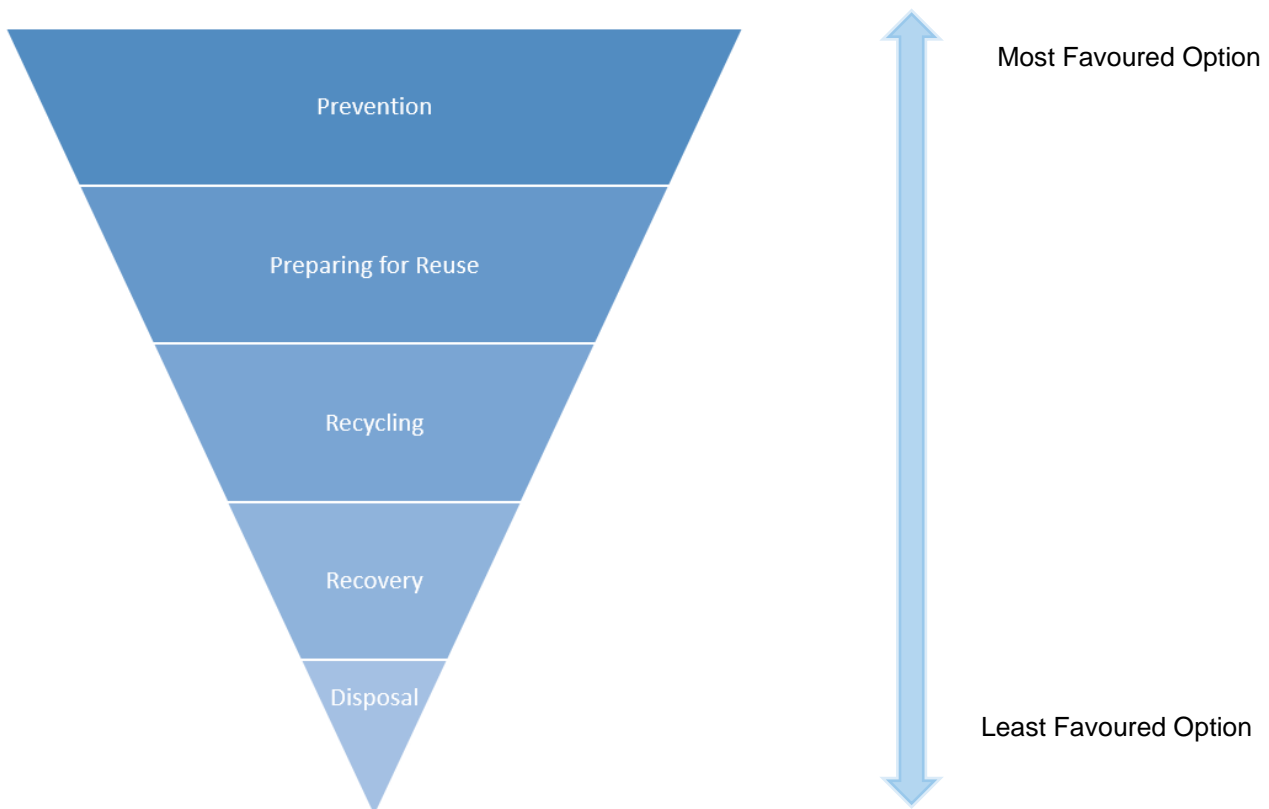 Most Favoured Option
Prevention
Preparing for Reuse
Recycling
Recovery
Disposal
Least Favoured Option